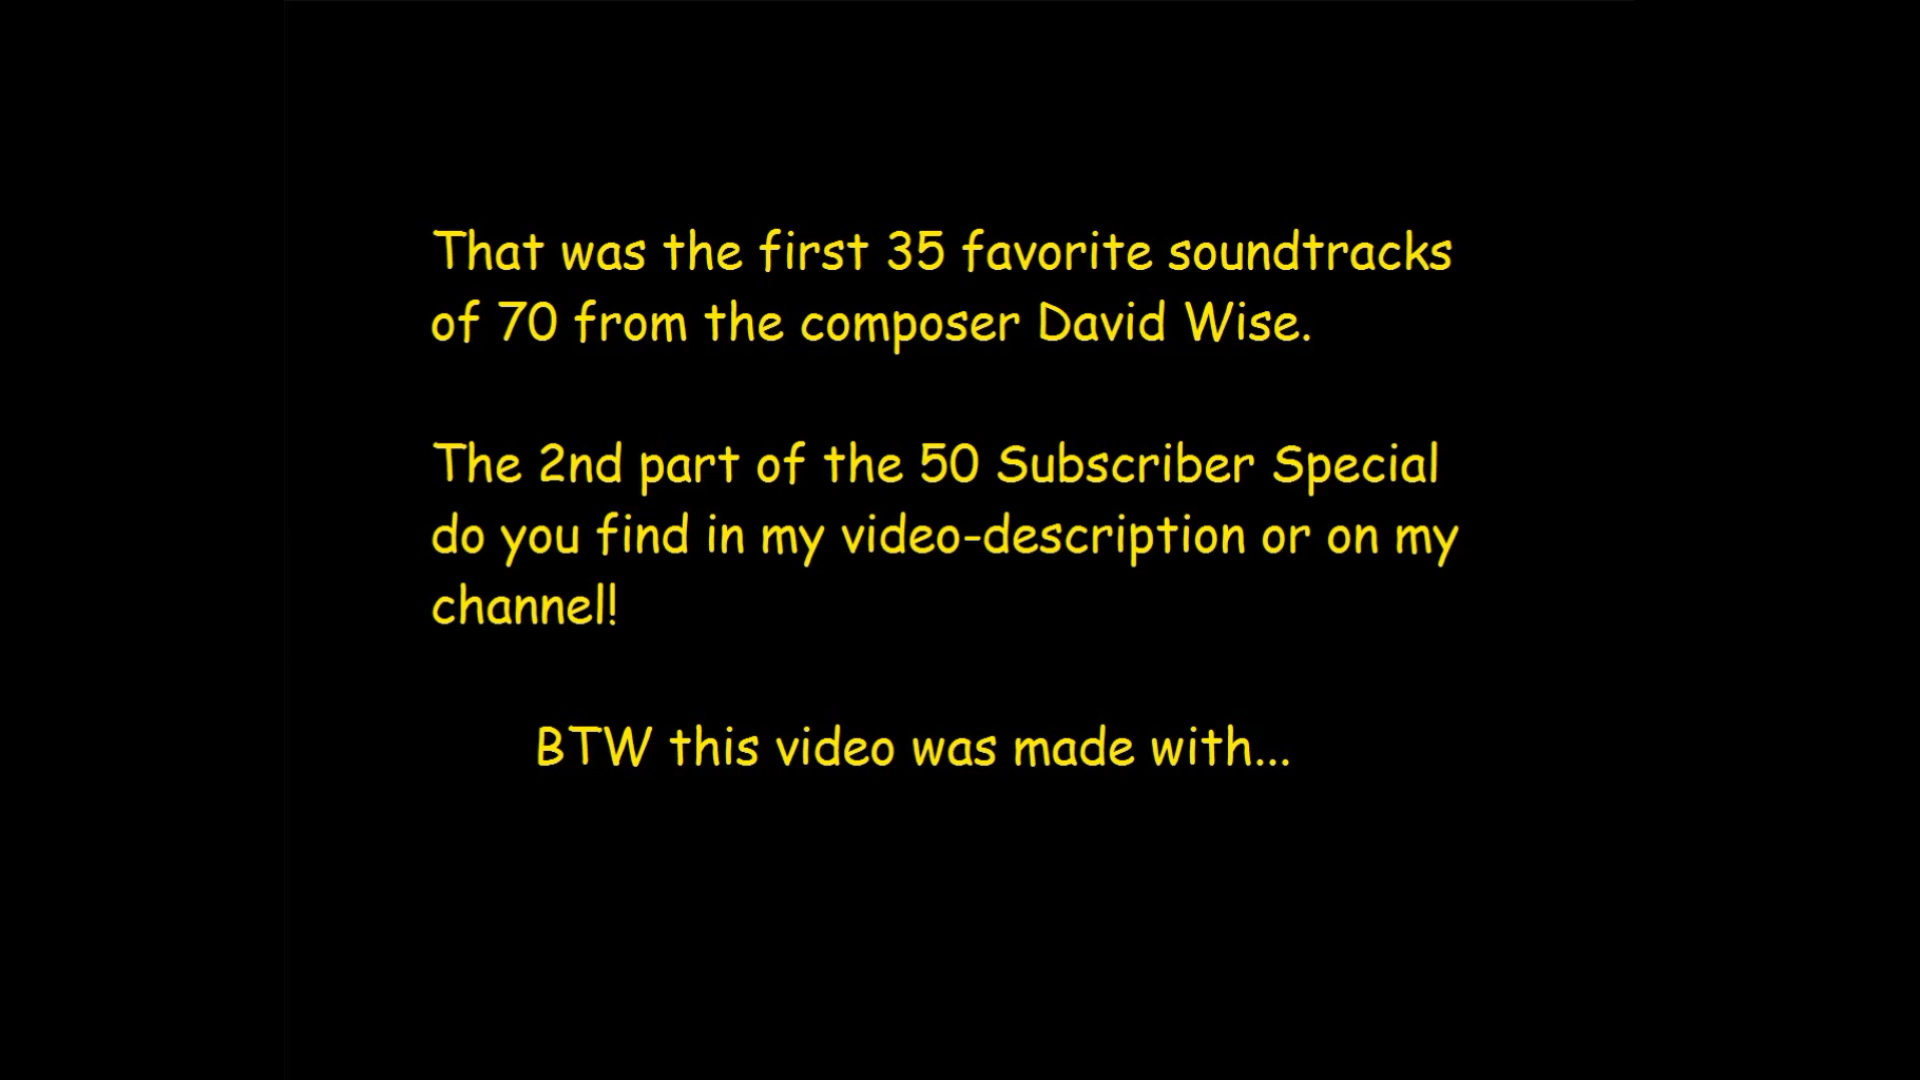 That was the first 35 favorite soundtracks
of 70 from the composer David Wise.
The 2nd part of the 50 Subscriber Special
do you find in my video-description or on my
channel!
BTW this video was made with...